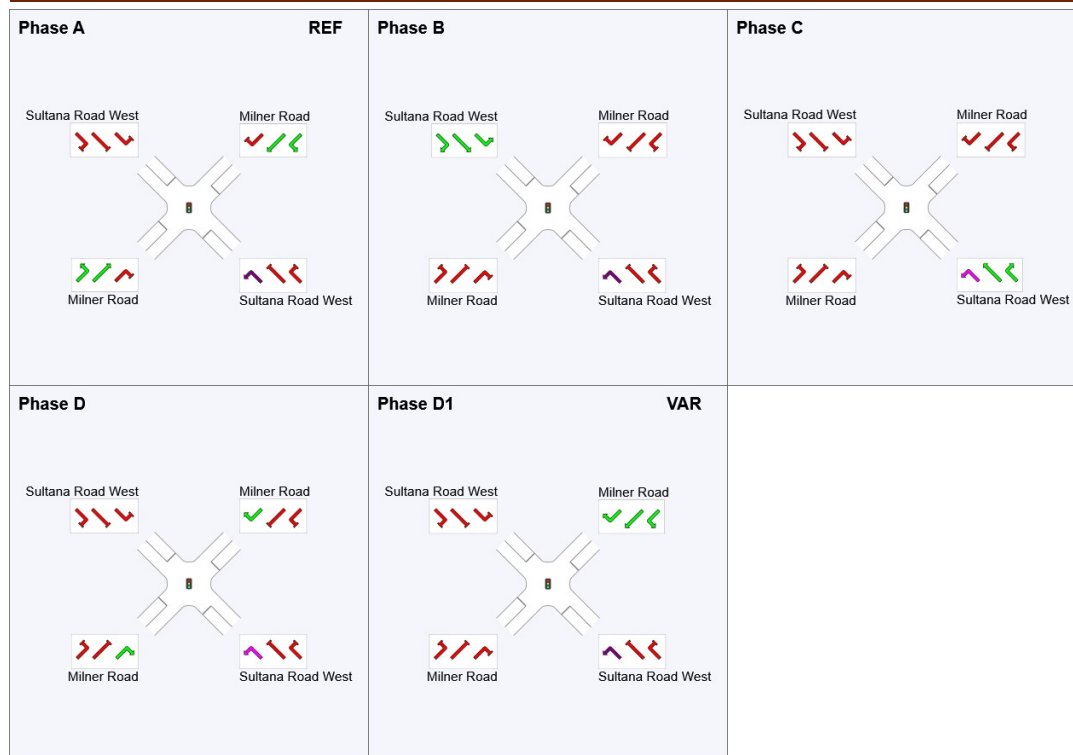 Phase A REF
Sultana Road West Milner Road
Milner Road Sultana Road West
Phase B
Sultana Road West Milner Road
Milner Road Sultana Road West
Phase C
Sultana Road West Milner Road
Milner Road Sultana Road West
Phase D
Sultana Road West Milner Road
Milner Road Sultana Road West
Phase D1 VAR
Sultana Road West Milner Road
Milner Road Sultana Road West